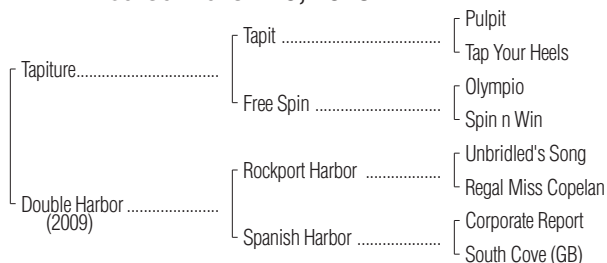 Pulpit
Tapit ........................................
Tap Your Heels
Tapiture....................................
Olympio
Free Spin ................................
Spin n Win
Unbridled's Song
Rockport Harbor ...................
Regal Miss Copelan
Double Harbor .......................
(2009)
Corporate Report
Spanish Harbor .....................
South Cove (GB)